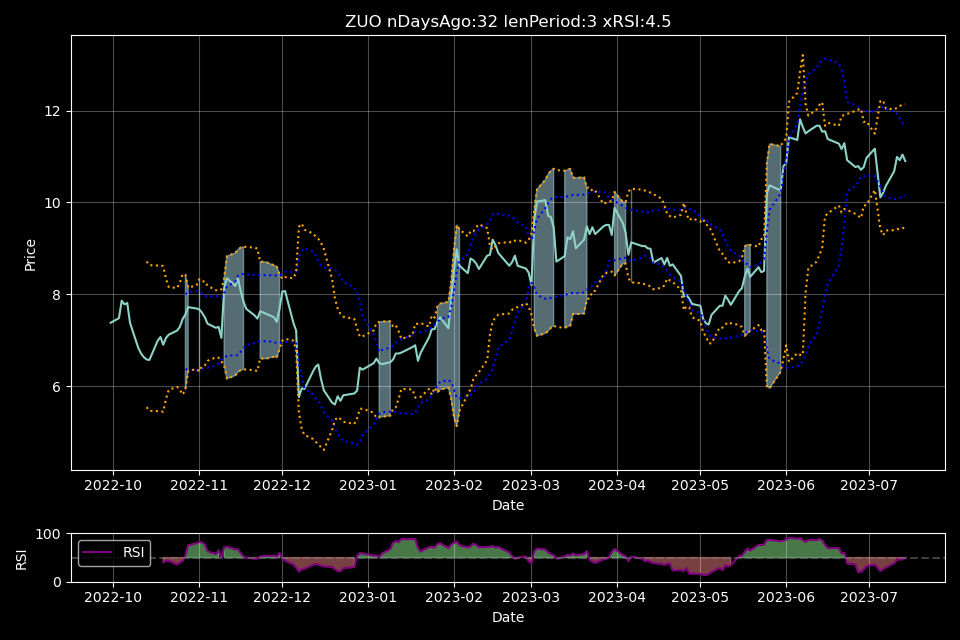 ZUO nDaysAgo:32 lenPeriod:3 xRSI:4.5
Price
12
10
8
6
2022-10 2022-11 2022-12 2023-01 2023-02 2023-03 2023-04 2023-05 2023-06 2023-07
Date
RSI
100
0
RSI
2022-10 2022-11 2022-12 2023-01 2023-02 2023-03 2023-04 2023-05 2023-06 2023-07
Date